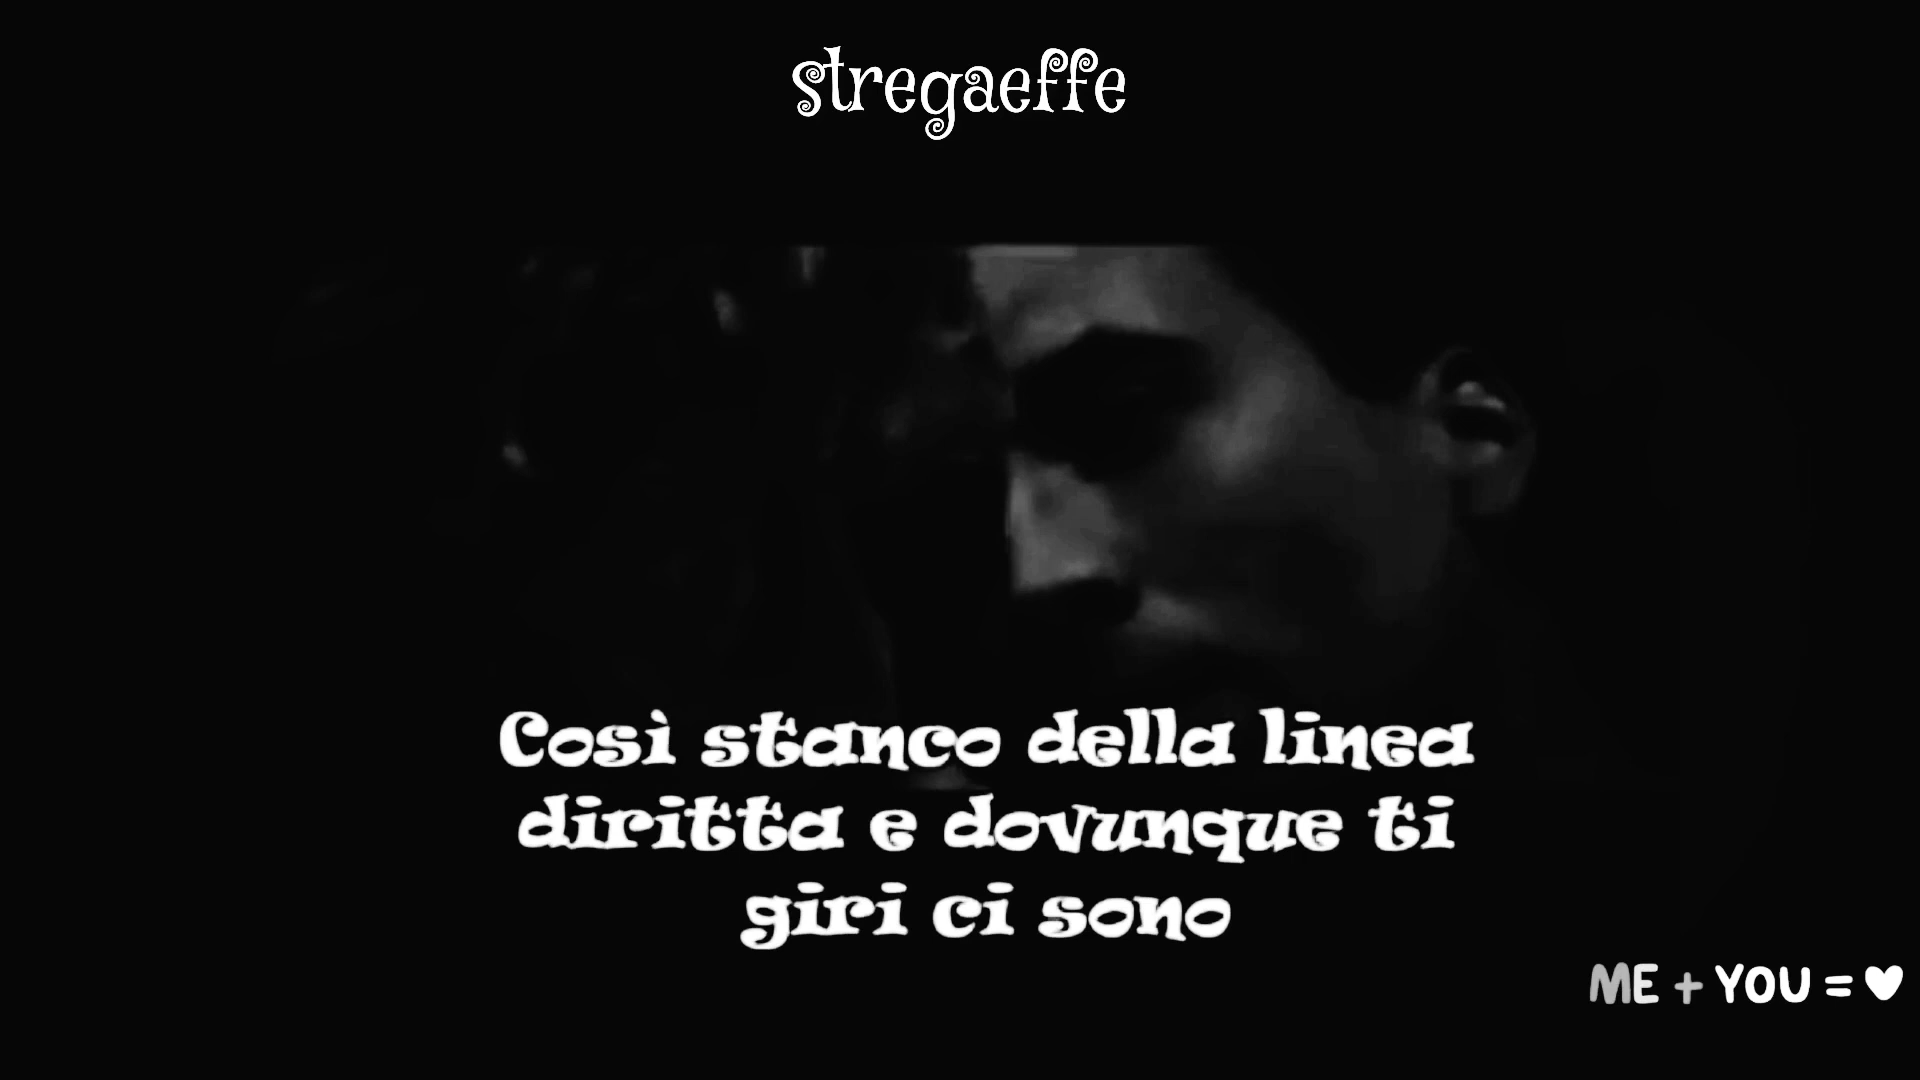 stregaeffe
Così stanco della linea
diritta e dovunque ti
giri ci sono
ME + YOU = ♥